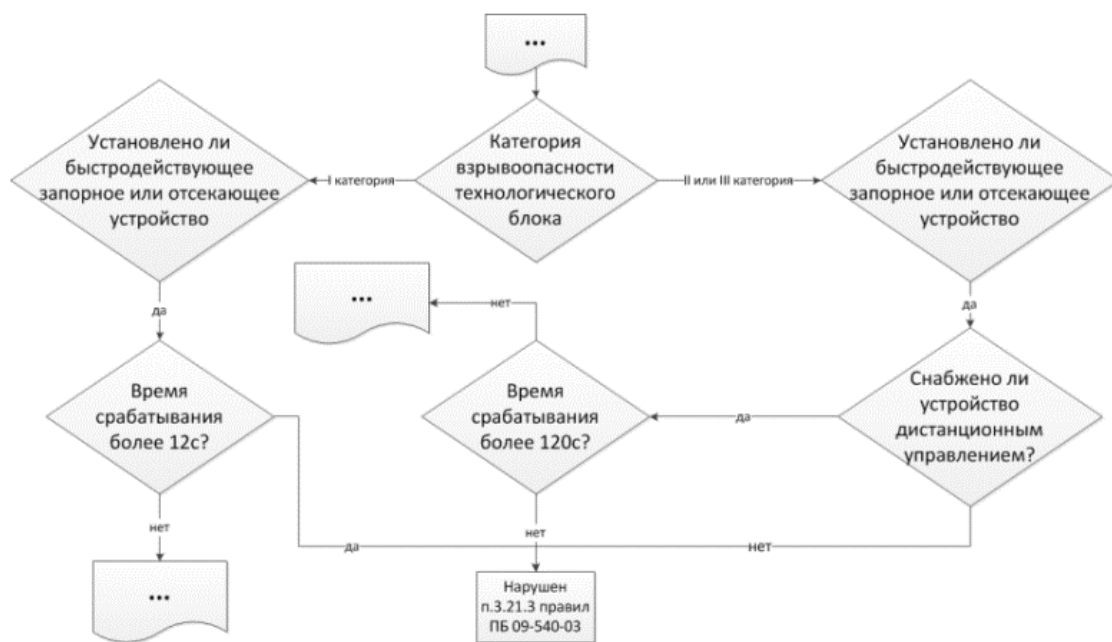 ...
Установлено ли
быстродействующее
запорное или отсекающее
устройство
I категория
Категория
взрывоопасности
технологического
блока
II или III категория
Установлено ли
быстродействующее
запорное или отсекающее
устройство
да
...
нет
да
Время
срабатывания
более 12с?
Время
срабатывания
более 120с?
да
Снабжено ли
устройство
дистанционным
управлением?
нет
да
нет
нет
...
Нарушен
п.3.21.3 правил
ПБ 09-540-03